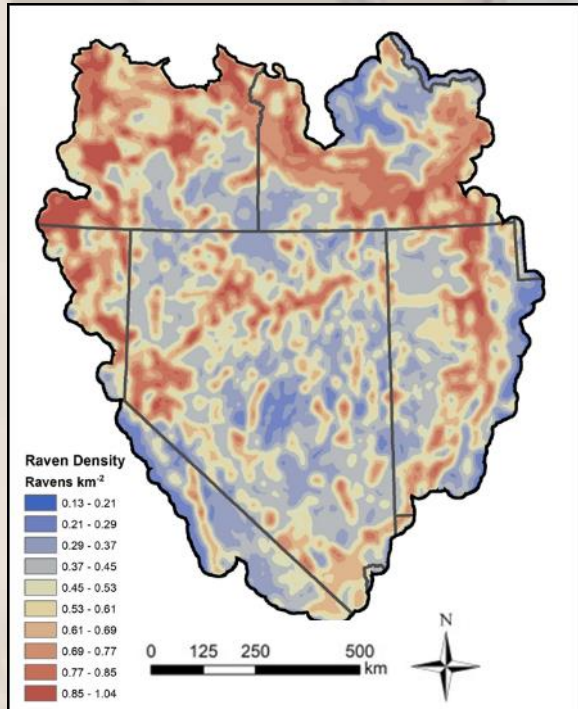 Raven Density
Ravens km-2
0.13 - 0.21
0.21 - 0.29
0.29 - 0.37
0.37 - 0.45
0.45 - 0.53
0.53 - 0.61
0.61 - 0.69
0.69 - 0.77
0.77 - 0.85
0.85 - 1.04
0 125 250 500
km
N